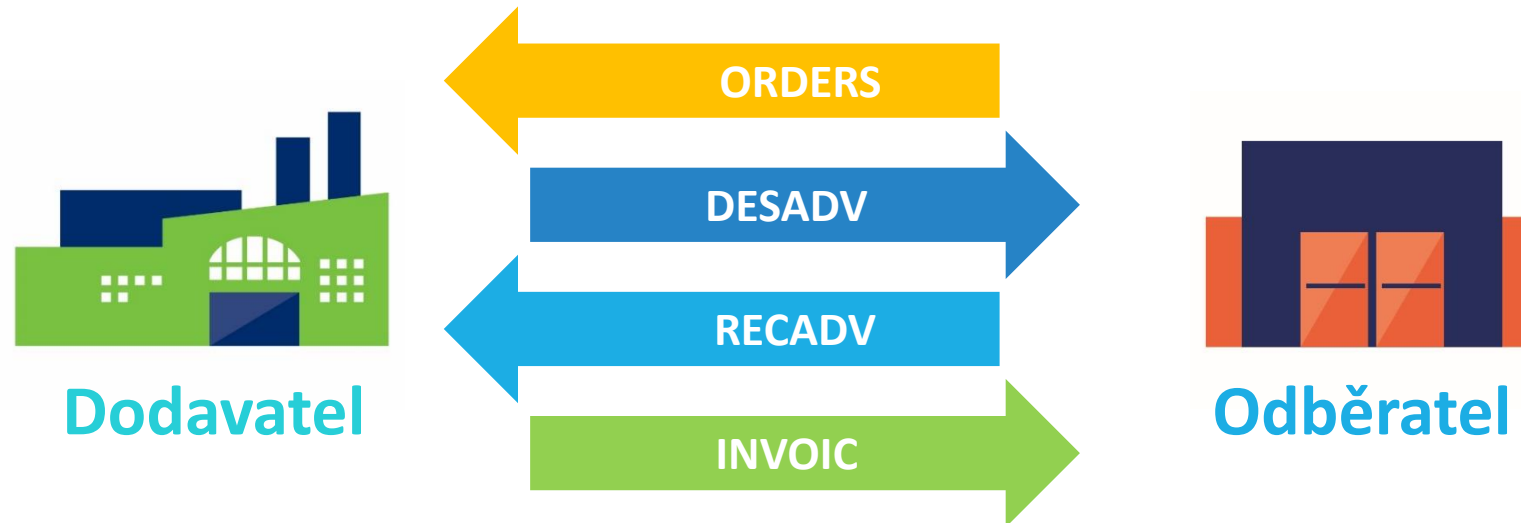 ORDERS
DESADV
RECADV
INVOIC
Dodavatel
Odběratel